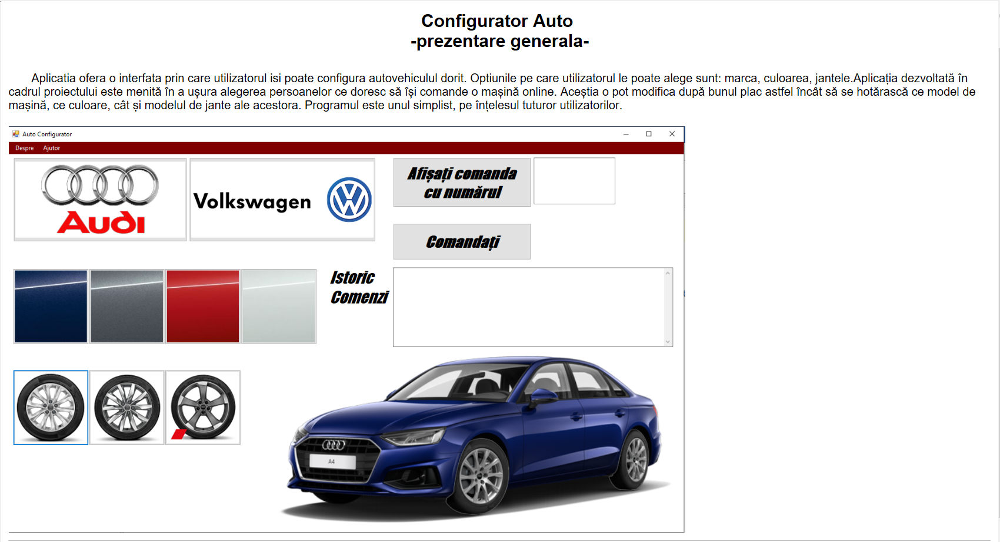 Configurator Auto
-prezentare generala-
Aplicatia ofera o interfata prin care utilizatorul isi poate configura autovehiculul dorit. Optiunile pe care utilizatorul le poate alege sunt: marca, culoarea, jantele.Aplicația dezvoltată în
cadrul proiectului este menită în a ușura alegerea persoanelor ce doresc să își comande o mașină online. Aceștia o pot modifica după bunul plac astfel încât să se hotărască ce model de
mașină, ce culoare, cât și modelul de jante ale acestora. Programul este unul simplist, pe înțelesul tuturor utilizatorilor.
Auto Configurator
Despre Ajutor
Audi
Volkswagen
Afișați comanda
cu numărul
Comandați
Istoric
Comenzi
A4